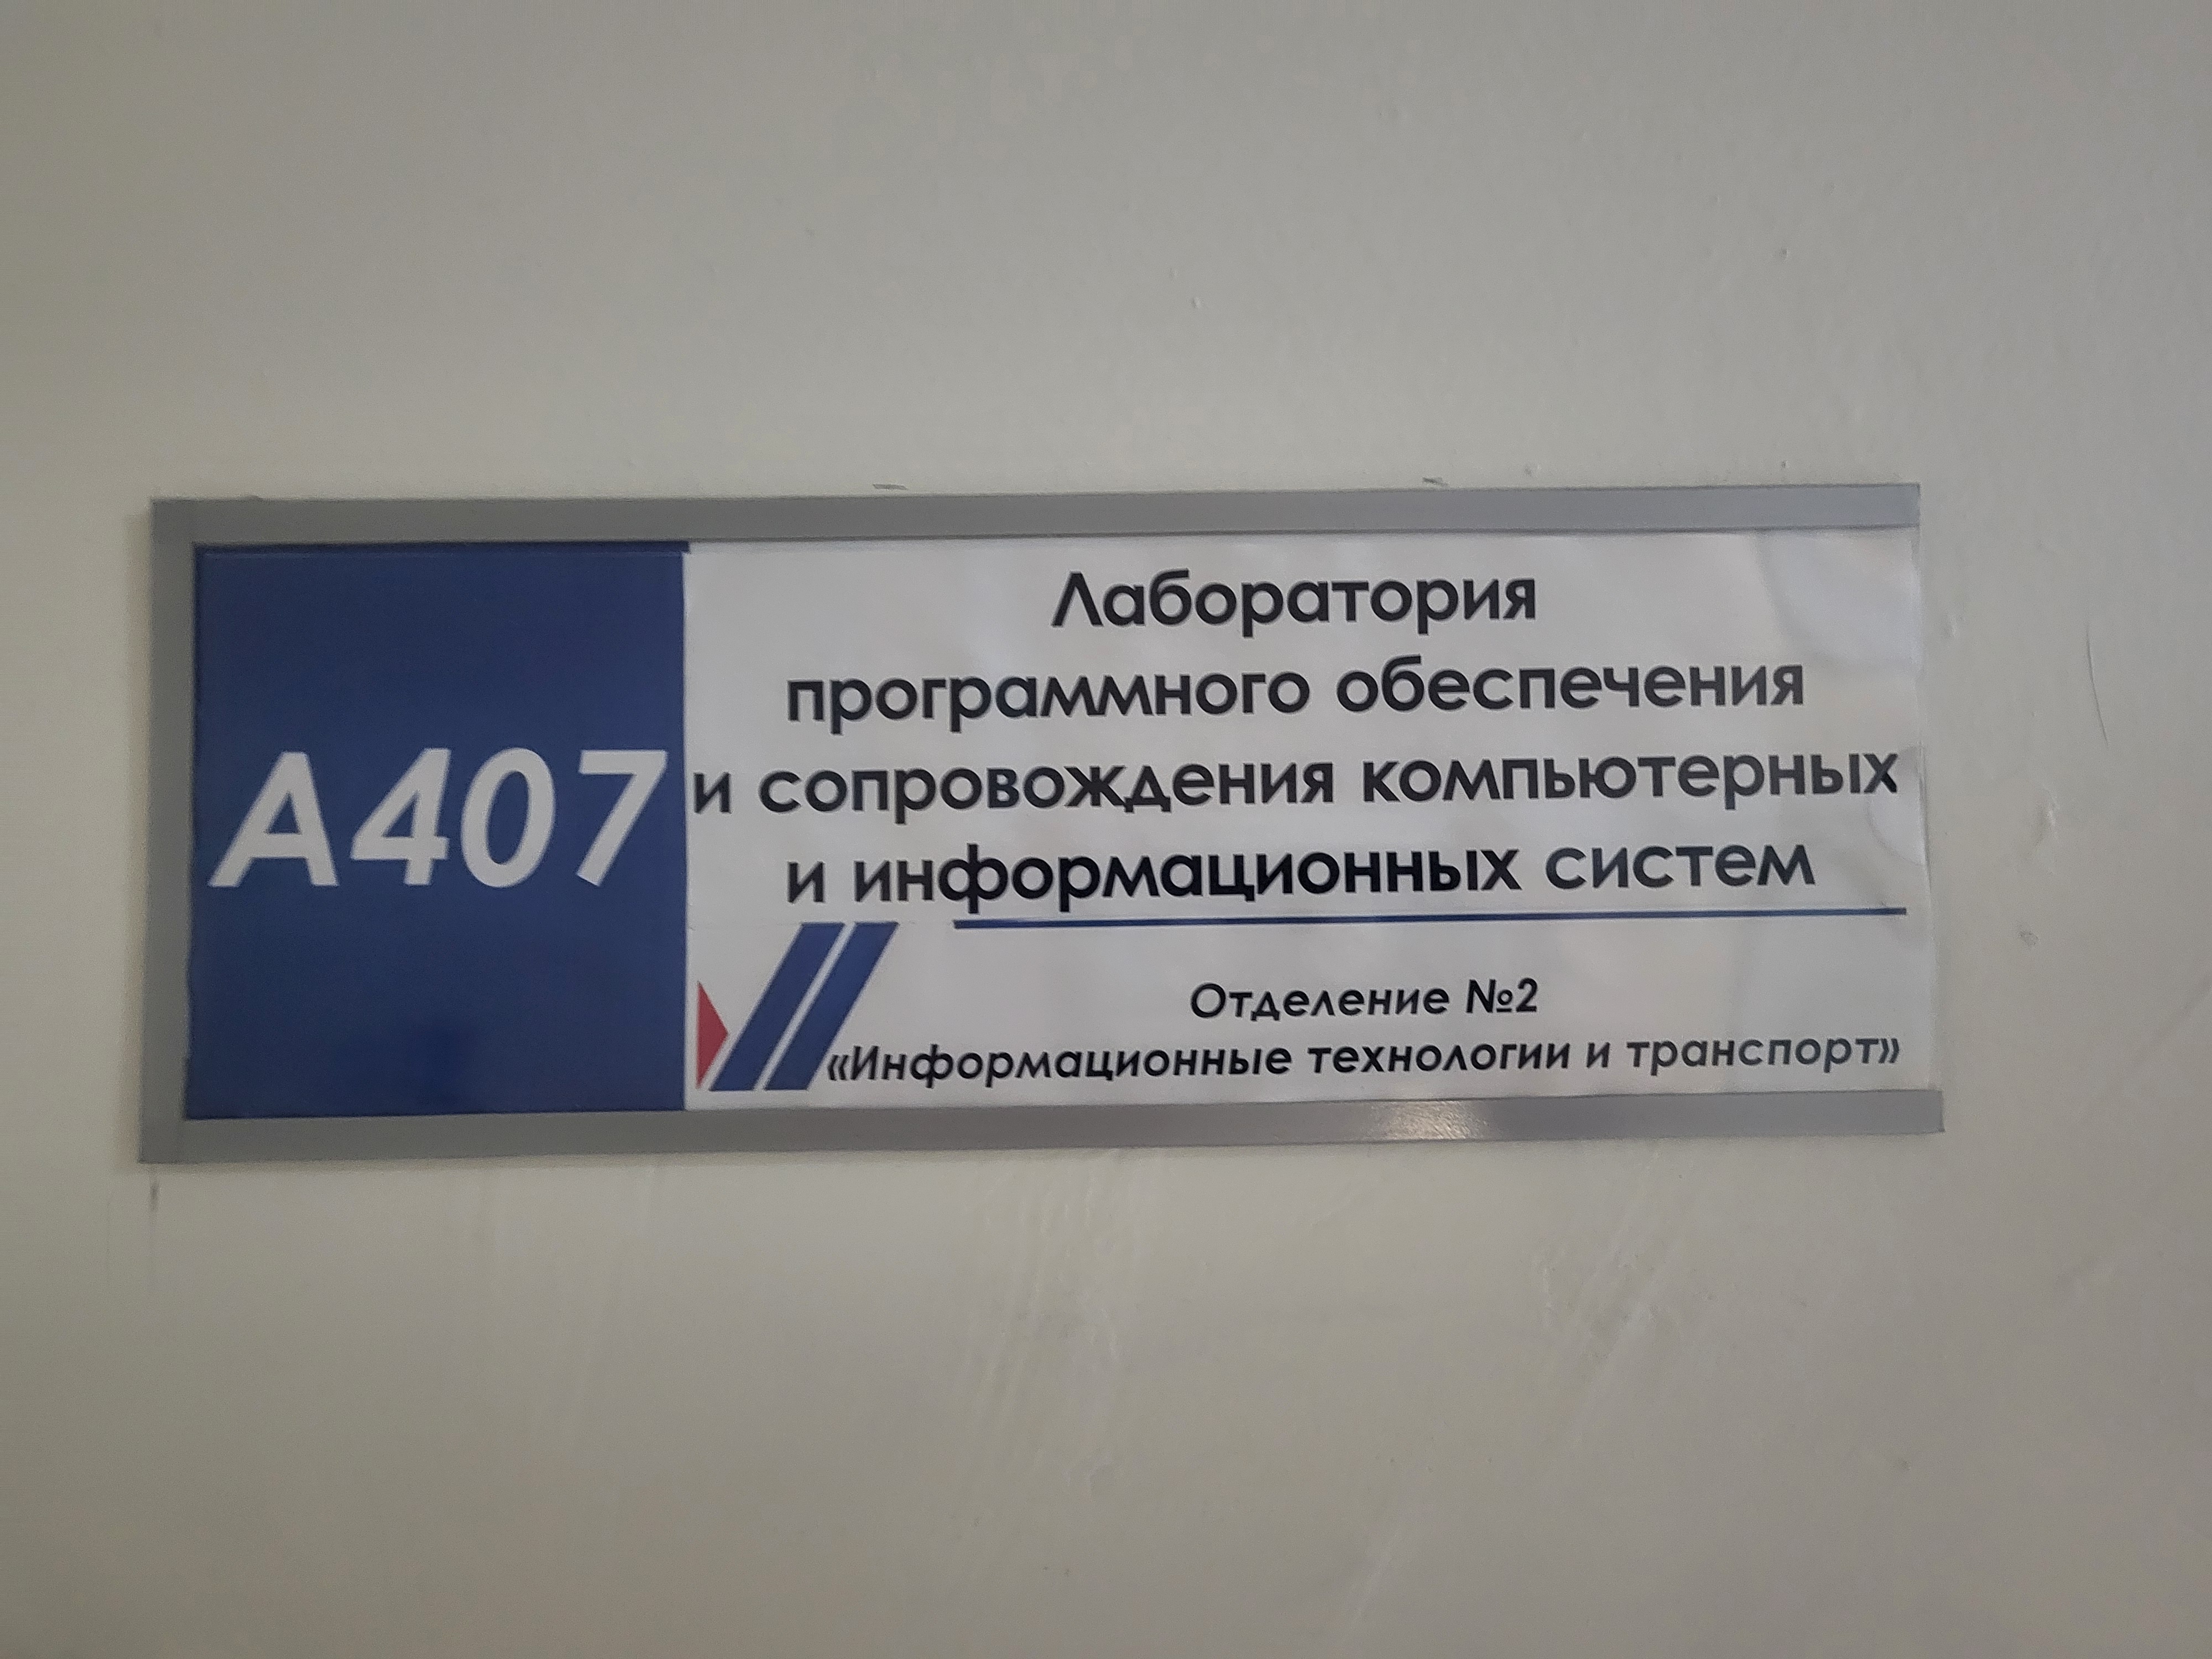 А407
Лаборатория
программного обеспечения
и сопровождения компьютерных
и информационных систем
Отделение №2
«Информационные технологии и транспорт»